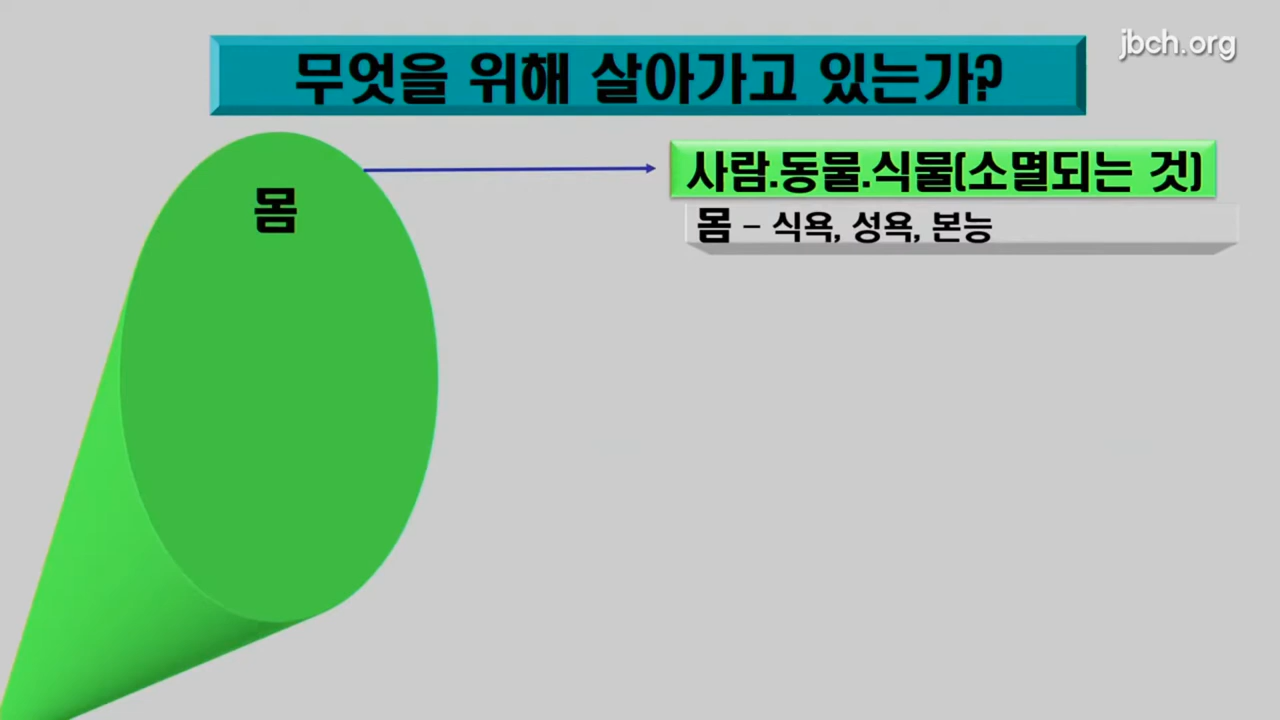 jbch.org
무엇을 위해 살아가고 있는가?
몸
사람.동물.식물(소멸되는 것)
몸 - 식욕, 성욕, 본능